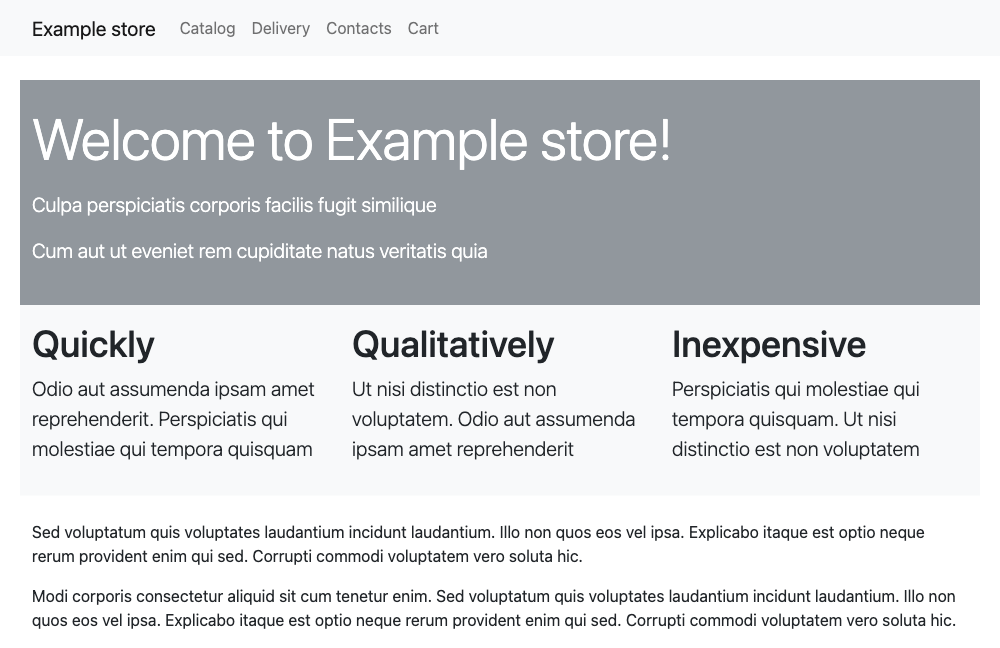 Example store Catalog Delivery Contacts Cart
Welcome to Example store!
Culpa perspiciatis corporis facilis fugit similique
Cum aut ut eveniet rem cupiditate natus veritatis quia
Quickly
Odio aut assumenda ipsam amet
reprehenderit. Perspiciatis qui
molestiae qui tempora quisquam
Qualitatively
Ut nisi distinctio est non
voluptatem. Odio aut assumenda
ipsam amet reprehenderit
Inexpensive
Perspiciatis qui molestiae qui
tempora quisquam. Ut nisi
distinctio est non voluptatem
Sed voluptatum quis voluptates laudantium incidunt laudantium. Illo non quos eos vel ipsa. Explicabo itaque est optio neque
rerum provident enim qui sed. Corrupti commodi voluptatem vero soluta hic.
Modi corporis consectetur aliquid sit cum tenetur enim. Sed voluptatum quis voluptates laudantium incidunt laudantium. Illo non
quos eos vel ipsa. Explicabo itaque est optio neque rerum provident enim qui sed. Corrupti commodi voluptatem vero soluta hic.